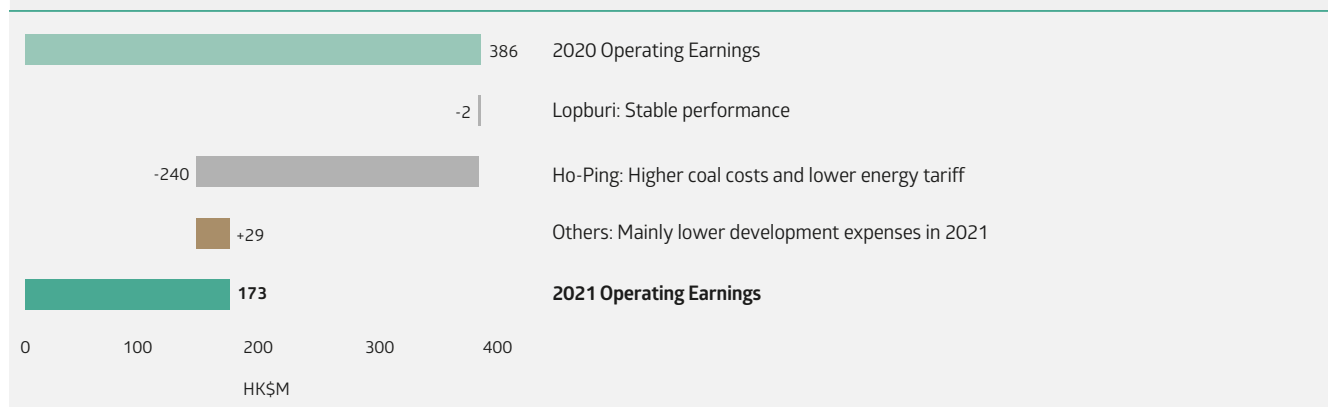 386 2020 Operating Earnings
-2 Lopburi: Stable performance
-240 Ho-Ping: Higher coal costs and lower energy tariff
+29 Others: Mainly lower development expenses in 2021
173 2021 Operating Earnings
0 100 200 300 400
HK$M